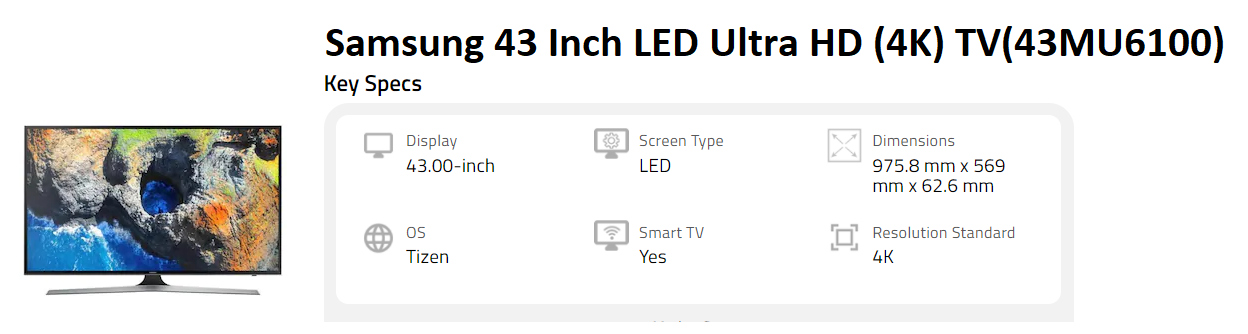 Samsung 43 Inch LED Ultra HD (4K) TV(43MU6100)
Key Specs
Display
43.00-inch
Screen Type
LED
Dimensions
975.8 mm x 569
mm x 62.6 mm
OS
Tizen
Smart TV
Yes
Resolution Standard
4K